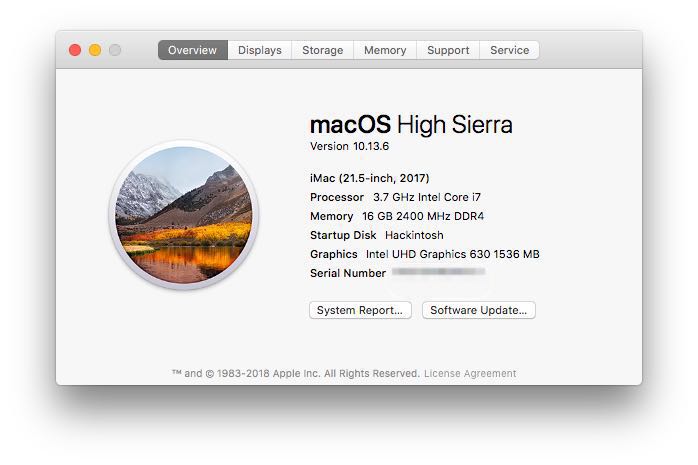 Overview Displays Storage Memory Support Service
macOS High Sierra
Version 10.13.6
iMac (21.5-inch, 2017)
Processor 3.7 GHz Intel Core i7
Memory 16 GB 2400 MHz DDR4
Startup Disk Hackintosh
Graphics Intel UHD Graphics 630 1536 MB
Serial Number
System Report... Software Update...
™ and © 1983-2018 Apple Inc. All Rights Reserved. License Agreement